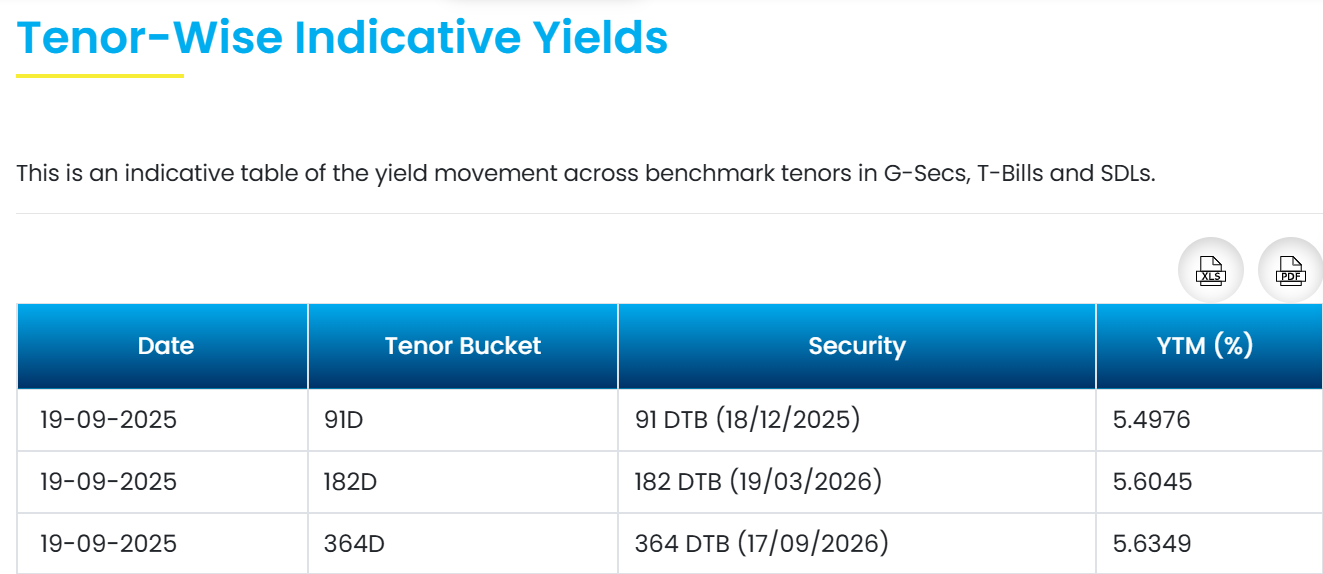 Tenor-Wise Indicative Yields
This is an indicative table of the yield movement across benchmark tenors in G-Secs, T-Bills and SDLs.
XLS PDF
Date Tenor Bucket Security YTM (%)
19-09-2025 91D 91 DTB (18/12/2025) 5.4976
19-09-2025 182D 182 DTB (19/03/2026) 5.6045
19-09-2025 364D 364 DTB (17/09/2026) 5.6349